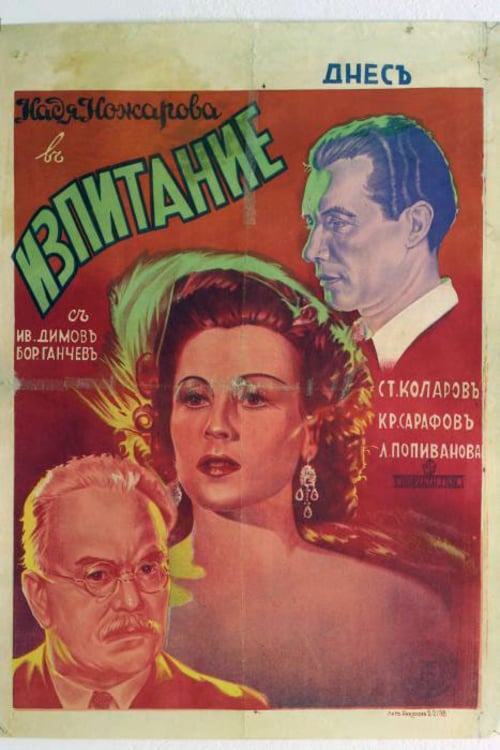 ДНЕСЪ
Надя Ножарова
въ
ИЗПИТАНИЕ
съ
ИВ. ДИМОВЪ
БОР. ГАНЧЕВЪ
СТ. КОЛАРОВЪ
КР. САРАФОВЪ
Л. ПОПИВАНОВА